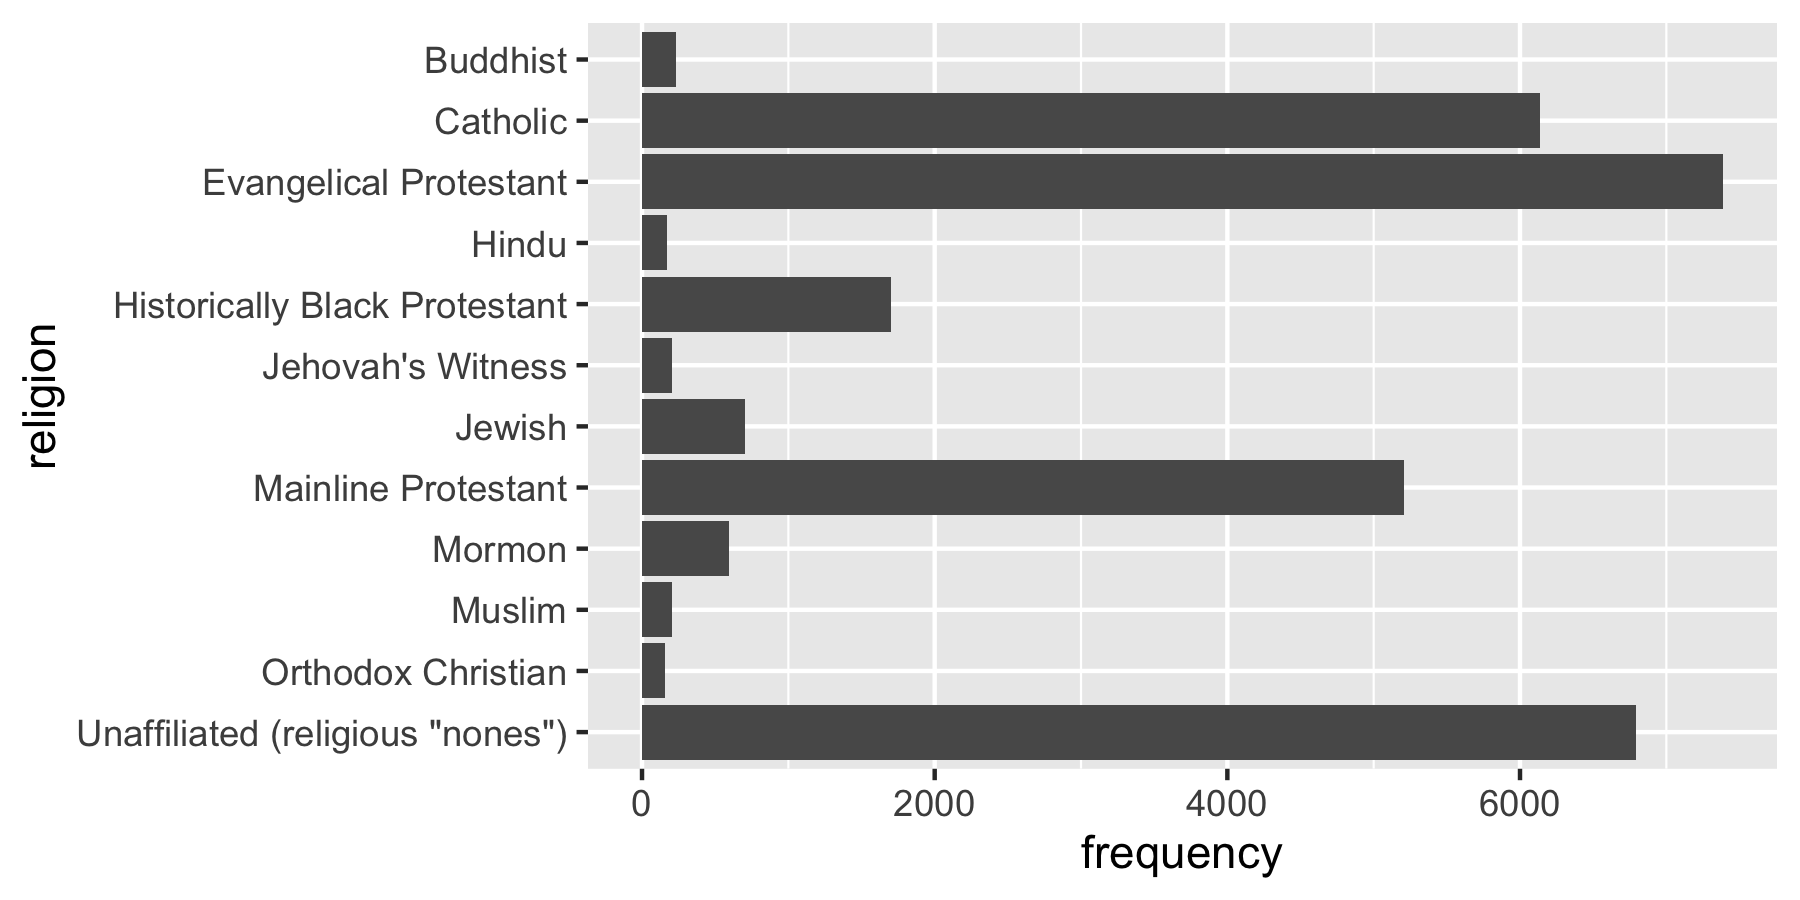 Buddhist
Catholic
Evangelical Protestant
Hindu
Historically Black Protestant
Jehovah's Witness
Jewish
Mainline Protestant
Mormon
Muslim
Orthodox Christian
Unaffiliated (religious "nones")
religion
0 2000 4000 6000
frequency